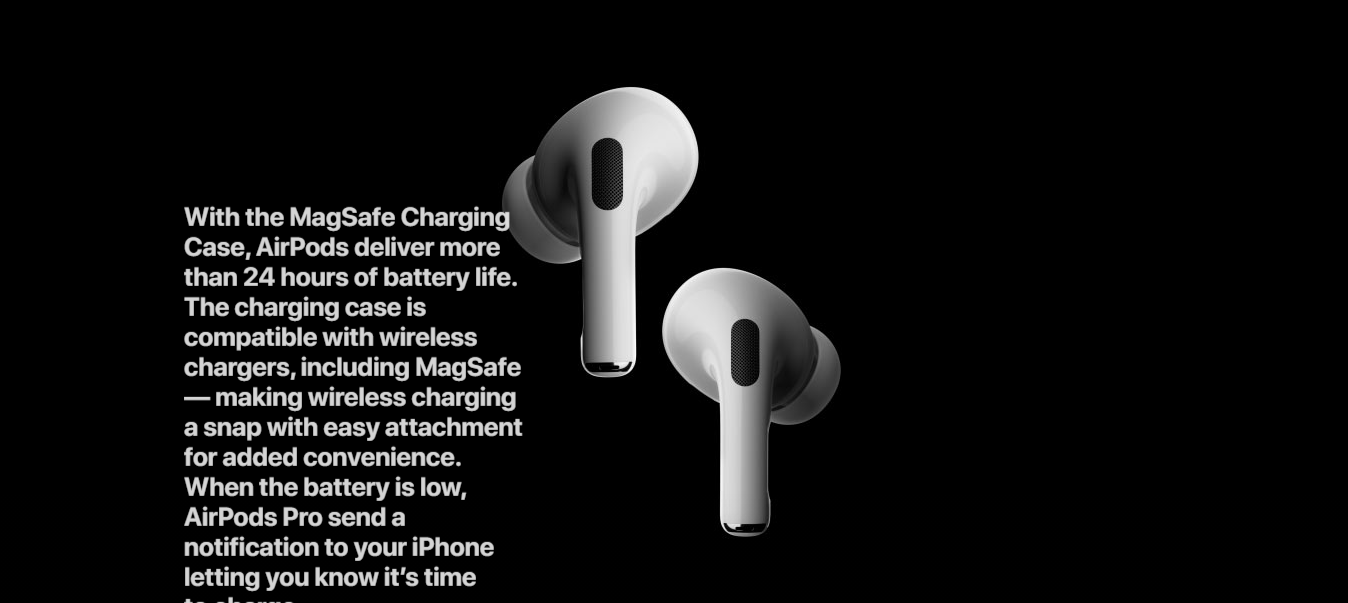 With the MagSafe Charging
Case, AirPods deliver more
than 24 hours of battery life.
The charging case is
compatible with wireless
chargers, including MagSafe
— making wireless charging
a snap with easy attachment
for added convenience.
When the battery is low,
AirPods Pro send a
notification to your iPhone
letting you know it’s time
to charge